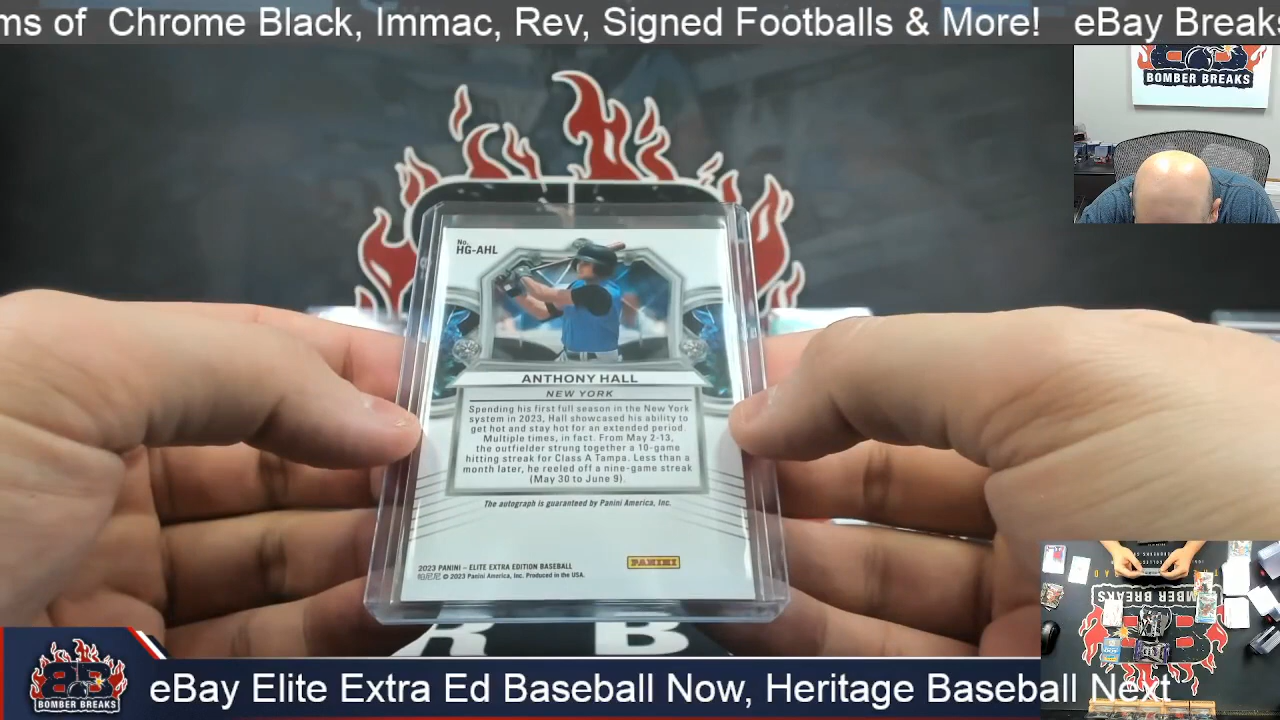 ms of  Chrome Black, Immac, Rev, Signed Footballs & More!   eBay Breaks
BOMBER BREAKS
No.
HG-AHL
ANTHONY HALL
NEW YORK
Spending his first full season in the New York
system in 2023, Hall showcased his ability to
get hot and stay hot for an extended period.
Multiple times, in fact. From May 2-13,
the outfielder strung together a 10-game
hitting streak for Class A Tampa. Less than a
month later, he reeled off a nine-game streak
(May 30 to June 9).
The autograph is guaranteed by Panini America, Inc.
2023 PANINI – ELITE EXTRA EDITION BASEBALL
帕尼尼 © 2023 Panini America, Inc. Produced in the USA.
PANINI
R B
BOMBER BREAKS
BOMBER BREAKS
eBay Elite Extra Ed Baseball Now, Heritage Baseball Next